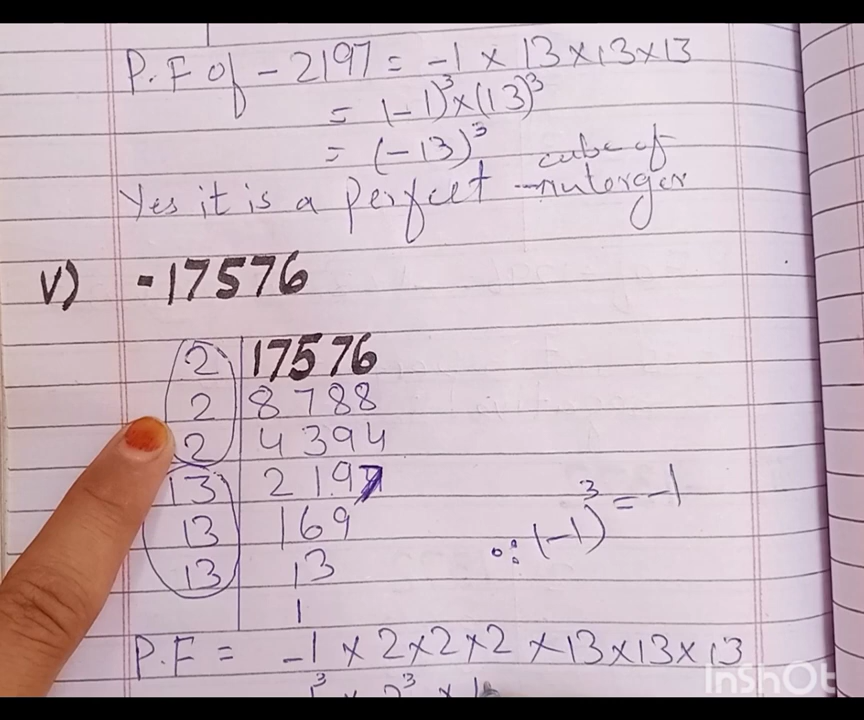 P.F of - 2197 = -1 × 13 × 13 × 13
= (-1)³ × (13)³
= (-13)³
Yes it is a perfect cube of
v) -17576
2 | 17576
2 | 8788
2 | 4394
13 | 2197
13 | 169
13 | 13
1
∵ (-1)³ = -1
P.F = -1 × 2×2×2 × 13×13×13
InShOt